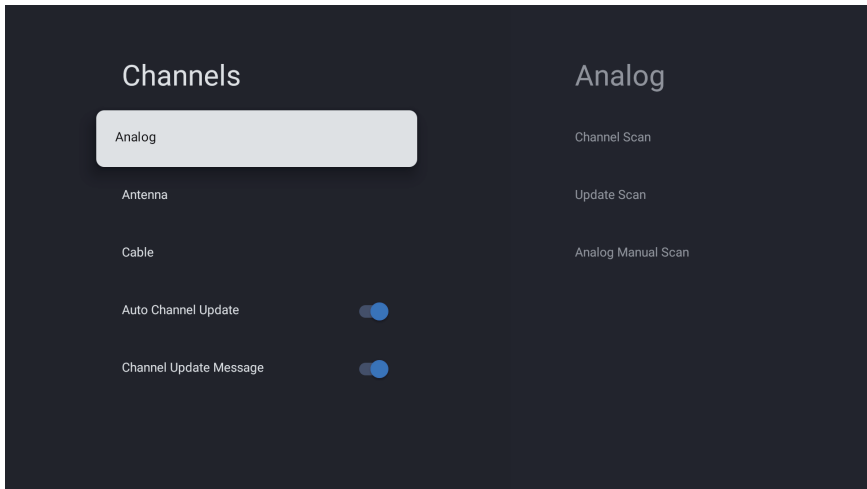 Channels
Analog
Antenna
Cable
Auto Channel Update
Channel Update Message
Analog
Channel Scan
Update Scan
Analog Manual Scan